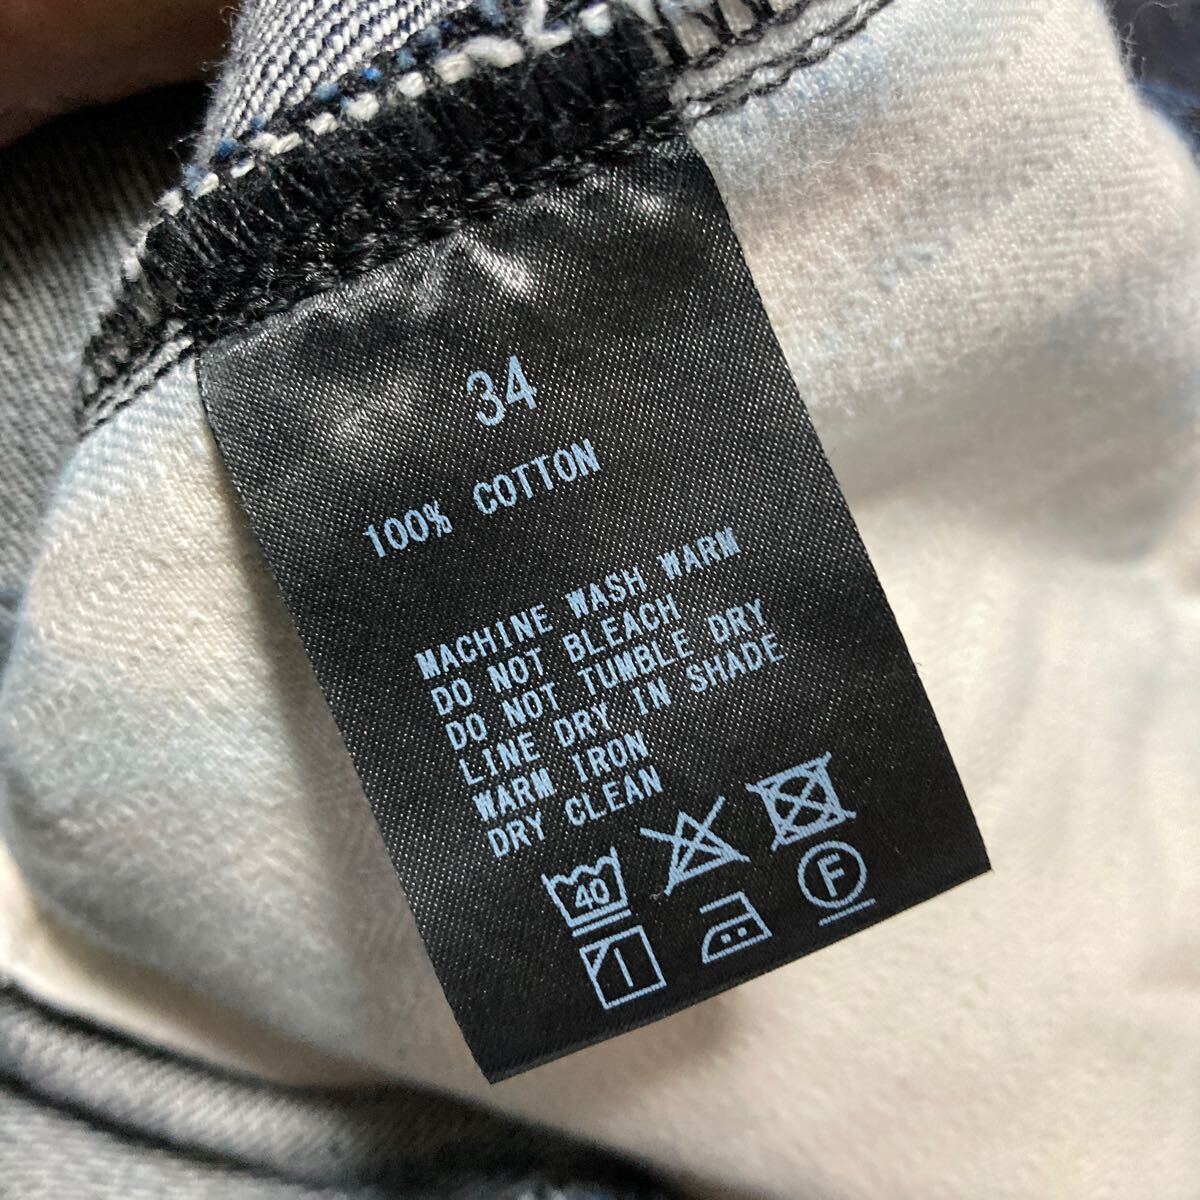 34
100% COTTON
MACHINE WASH WARM
DO NOT BLEACH
DO NOT TUMBLE DRY
LINE DRY IN SHADE
WARM IRON
DRY CLEAN
40
F